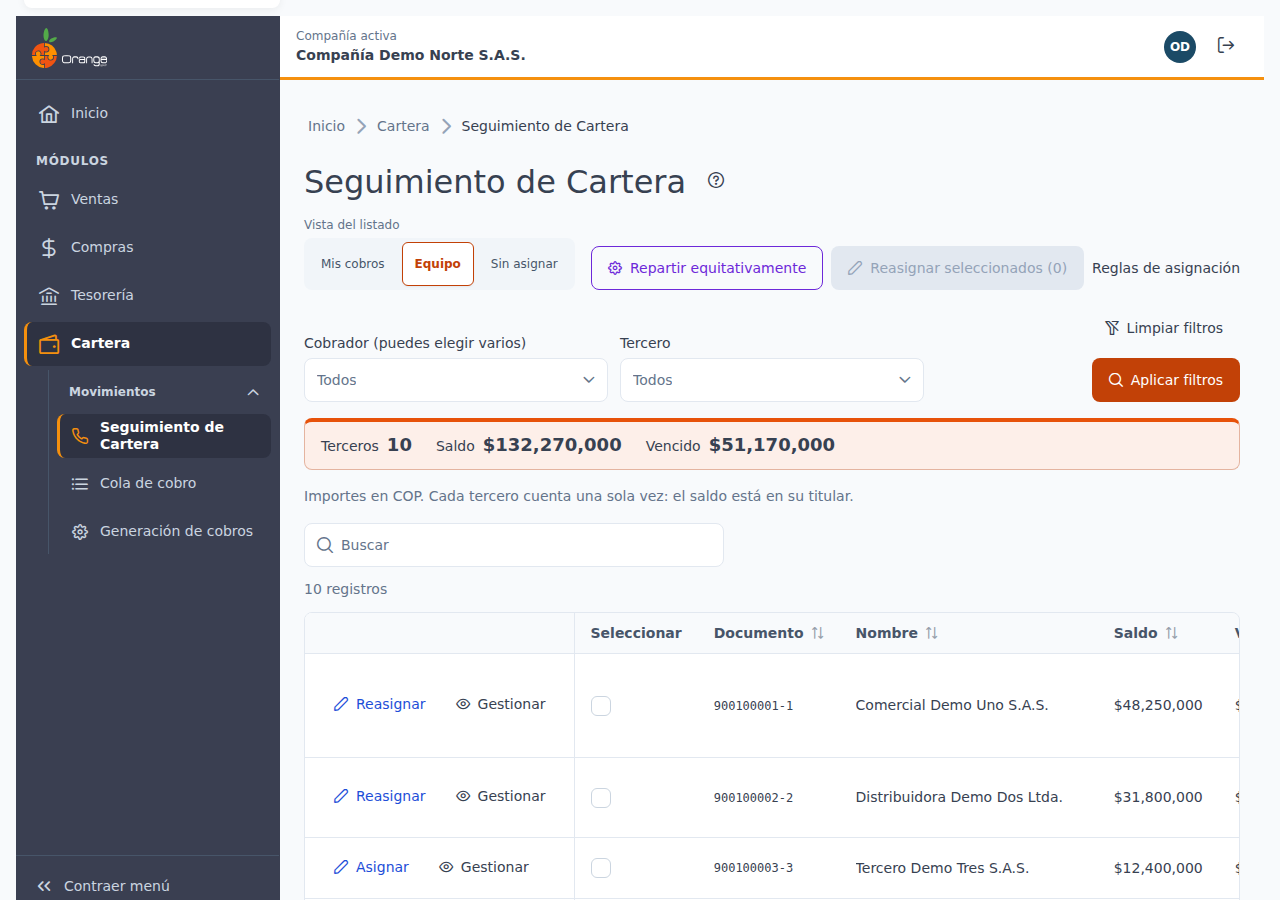 Orange
Inicio
MÓDULOS
Ventas
Compras
Tesorería
Cartera
Movimientos
Seguimiento de
Cartera
Cola de cobro
Generación de cobros
Contraer menú
Compañía activa
Compañía Demo Norte S.A.S.
OD
Inicio Cartera Seguimiento de Cartera
Seguimiento de Cartera
Vista del listado
Mis cobros Equipo Sin asignar Repartir equitativamente Reasignar seleccionados (0) Reglas de asignación
Limpiar filtros
Cobrador (puedes elegir varios) Tercero
Todos Todos Aplicar filtros
Terceros 10 Saldo $132,270,000 Vencido $51,170,000
Importes en COP. Cada tercero cuenta una sola vez: el saldo está en su titular.
Buscar
10 registros
Seleccionar Documento Nombre Saldo
Reasignar Gestionar 900100001-1 Comercial Demo Uno S.A.S. $48,250,000
Reasignar Gestionar 900100002-2 Distribuidora Demo Dos Ltda. $31,800,000
Asignar Gestionar 900100003-3 Tercero Demo Tres S.A.S. $12,400,000